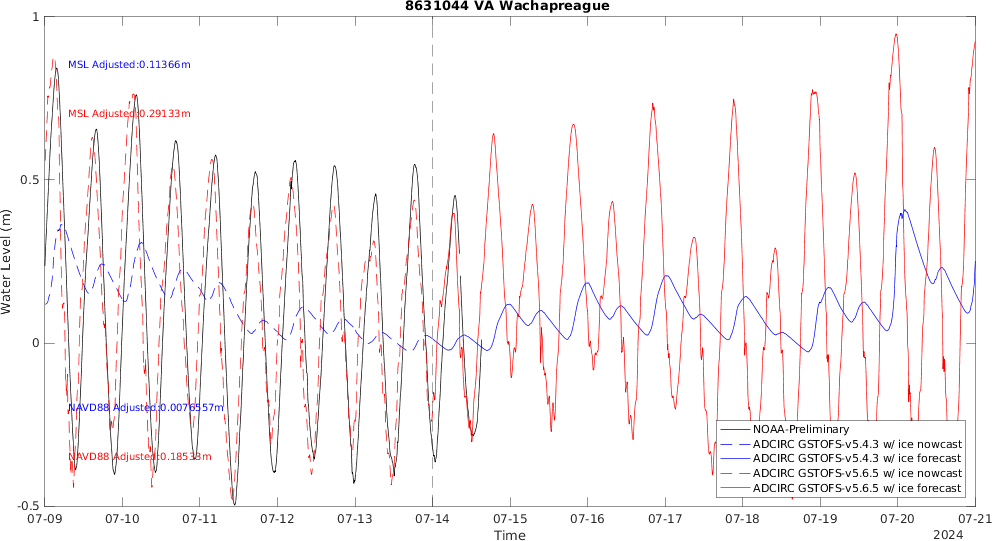 8631044 VA Wachapreague
1
MSL Adjusted:0.11366m
MSL Adjusted:0.29133m
0.5
Water Level (m)
0
NAVD88 Adjusted:0.0076557m
NAVD88 Adjusted:0.18533m
NOAA-Preliminary
ADCIRC GSTOFS-v5.4.3 w/ ice nowcast
ADCIRC GSTOFS-v5.4.3 w/ ice forecast
ADCIRC GSTOFS-v5.6.5 w/ ice nowcast
ADCIRC GSTOFS-v5.6.5 w/ ice forecast
-0.5
07-09 07-10 07-11 07-12 07-13 07-14 07-15 07-16 07-17 07-18 07-19 07-20 07-21
Time
2024